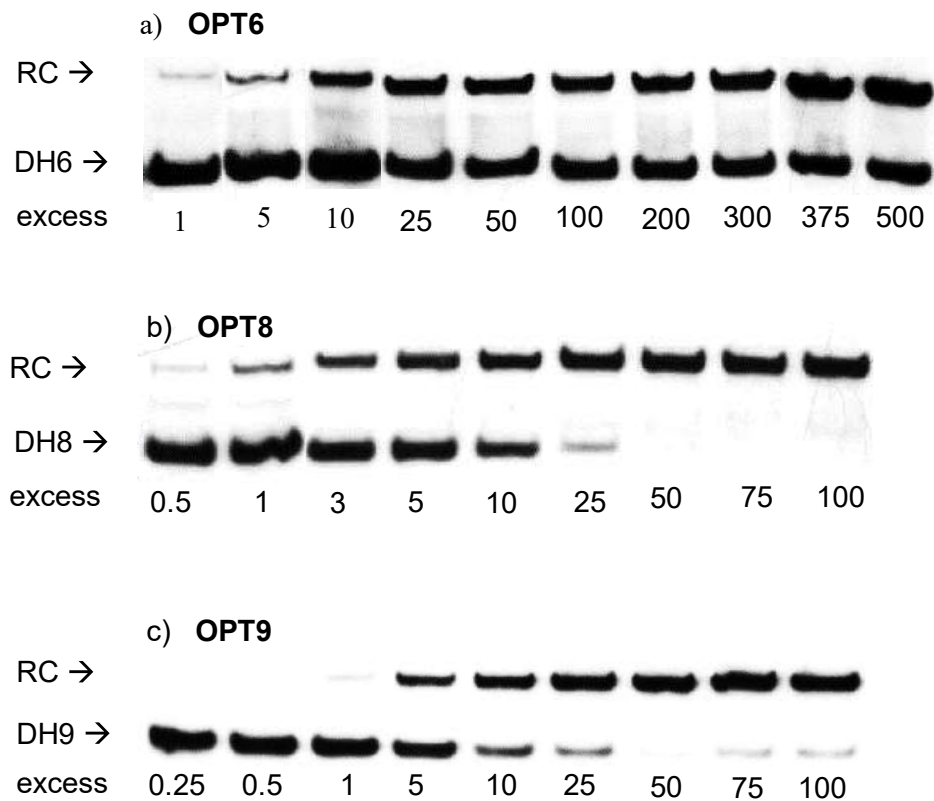 a) OPT6
RC →
DH6 →
excess 1 5 10 25 50 100 200 300 375 500
b) OPT8
RC →
DH8 →
excess 0.5 1 3 5 10 25 50 75 100
c) OPT9
RC →
DH9 →
excess 0.25 0.5 1 5 10 25 50 75 100